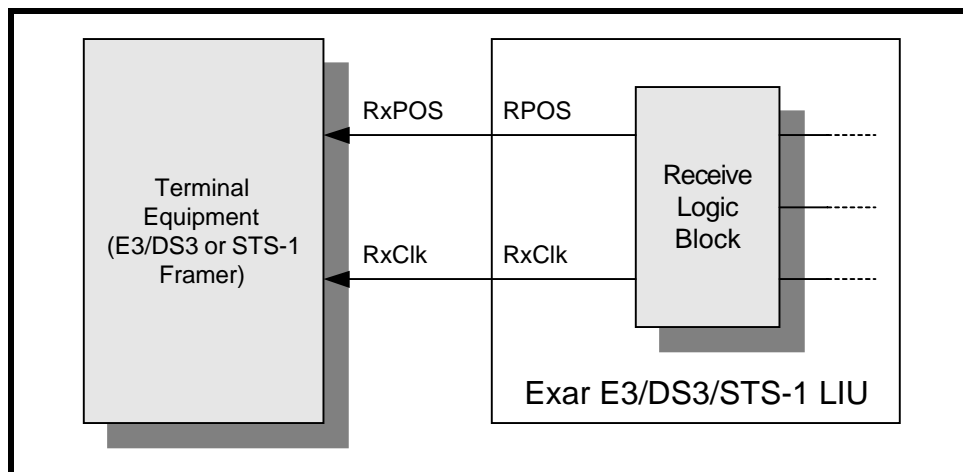 RxPOS
RPOS
Terminal
Equipment
(E3/DS3 or STS-1
Framer)
Receive
Logic
Block
RxClk
RxClk
Exar E3/DS3/STS-1 LIU